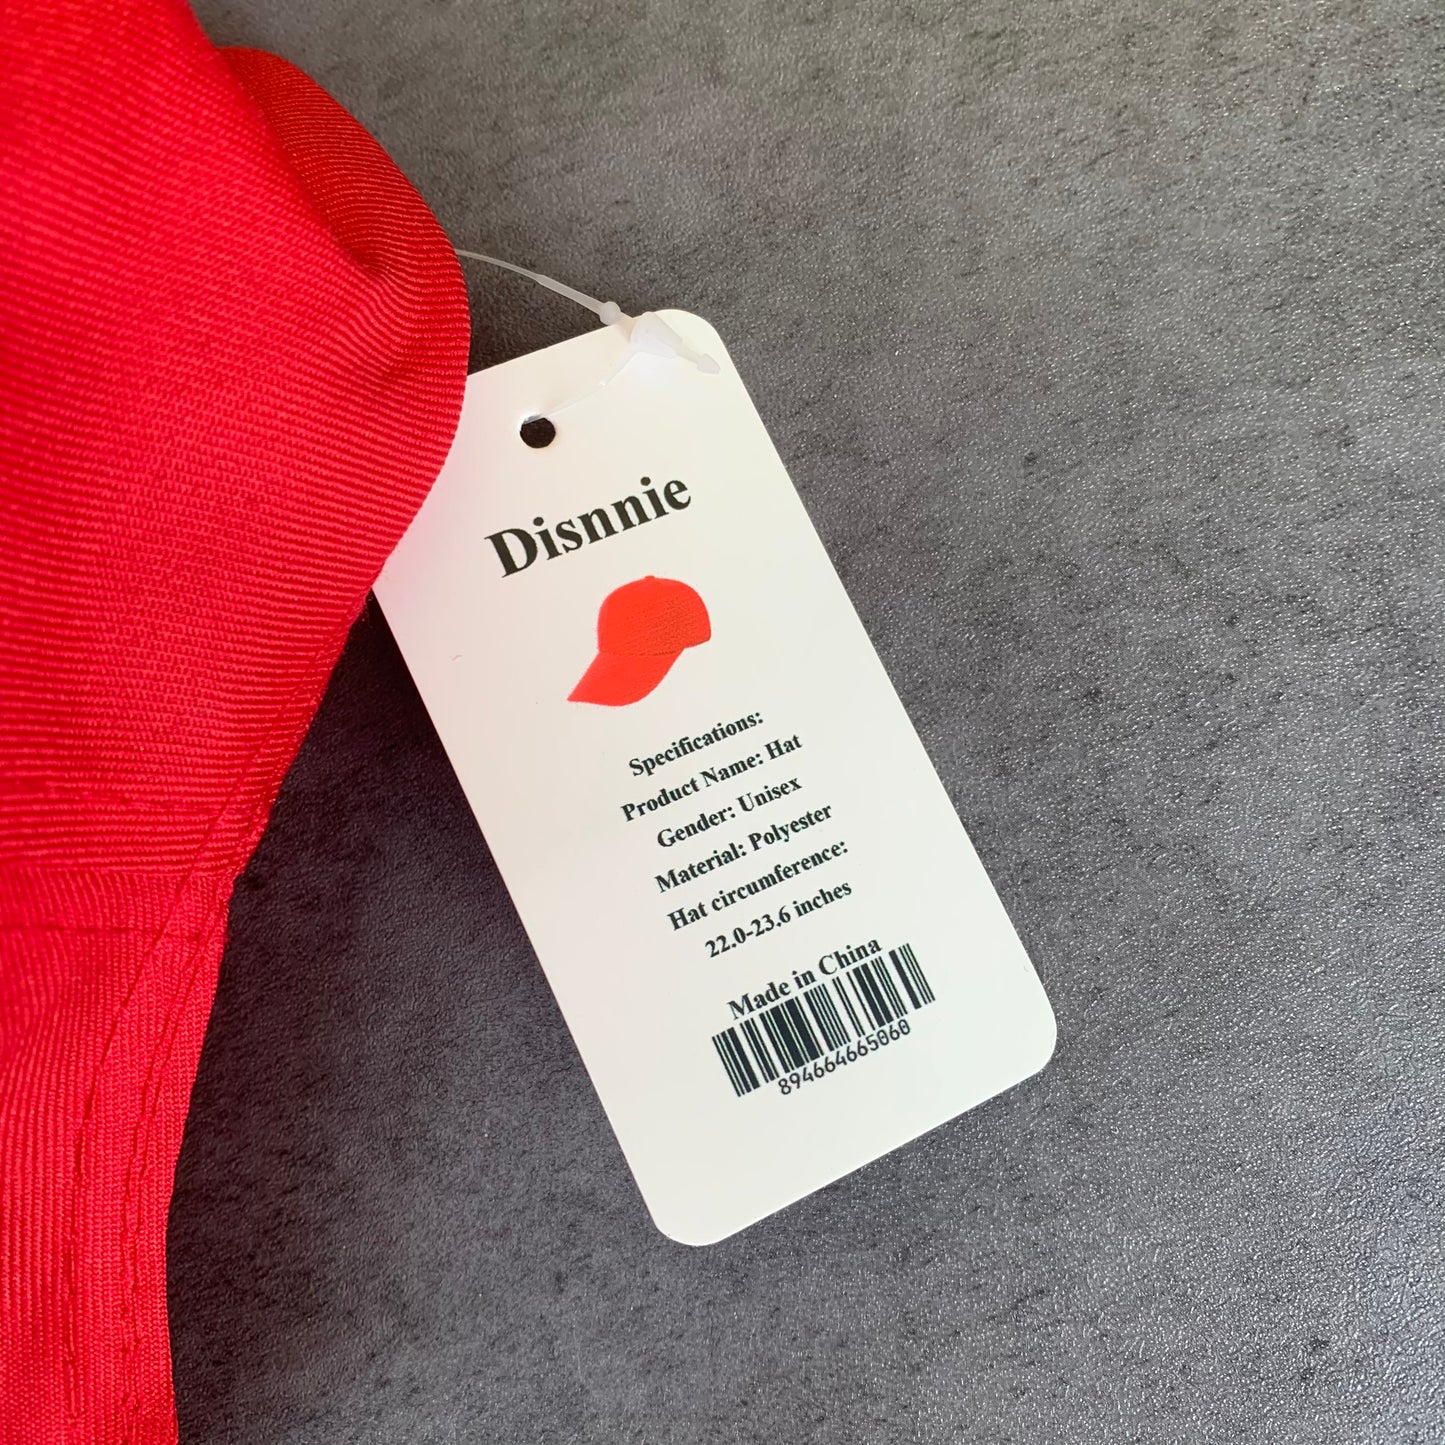 Disnnie
Specifications:
Product Name: Hat
Gender: Unisex
Material: Polyester
Hat circumference:
22.0-23.6 inches
Made in China
894664665868